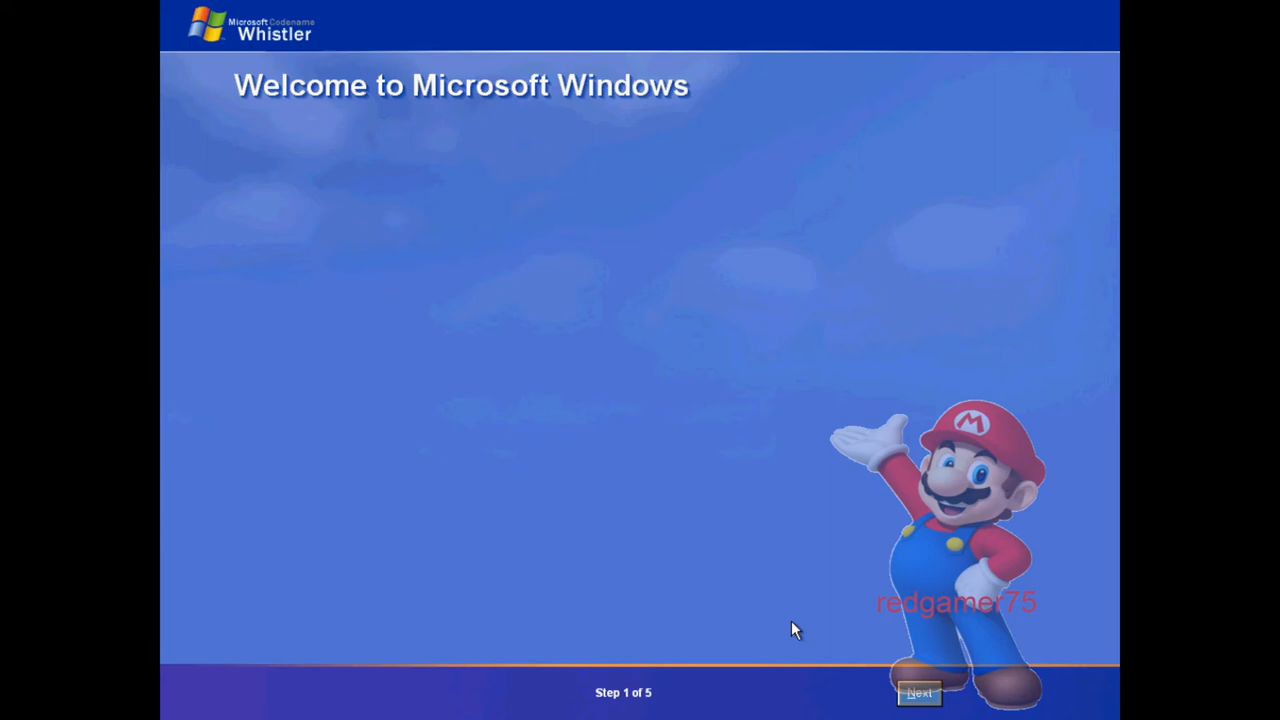 Microsoft Codename
Whistler
Welcome to Microsoft Windows
M
redgamer75
Step 1 of 5
Next